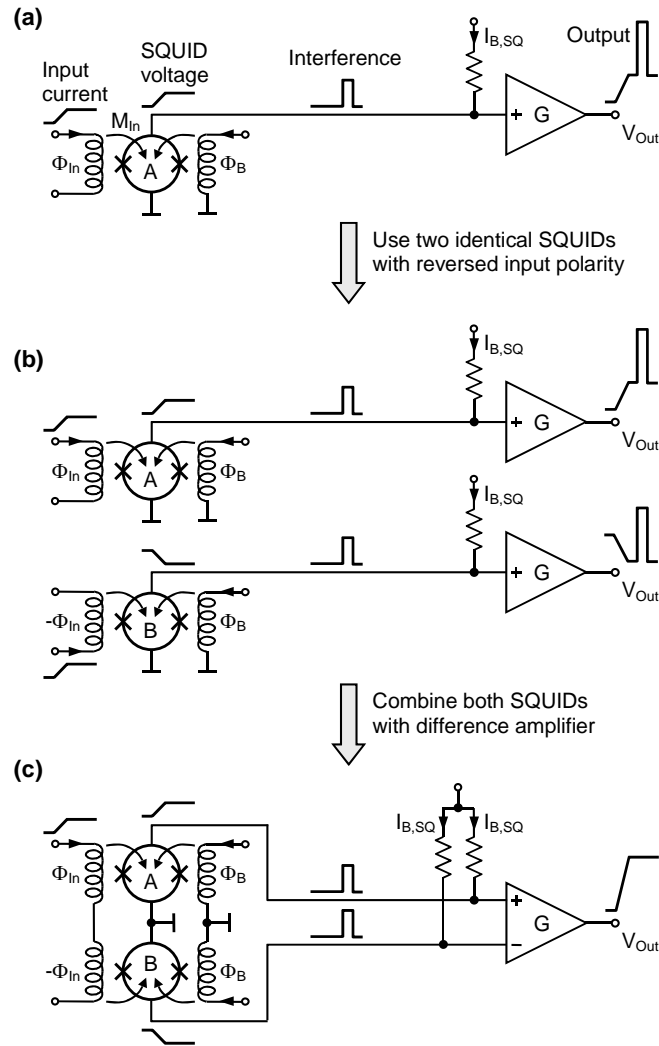 (a)
SQUID
voltage
Input
current
Interference
I_B,SQ
Output
M_In
Φ_In
A
Φ_B
+
G
V_Out
Use two identical SQUIDs
with reversed input polarity
(b)
I_B,SQ
Φ_In
A
Φ_B
+
G
V_Out
I_B,SQ
-Φ_In
B
Φ_B
+
G
V_Out
Combine both SQUIDs
with difference amplifier
(c)
I_B,SQ
I_B,SQ
Φ_In
A
Φ_B
+
G
V_Out
-Φ_In
B
Φ_B
−